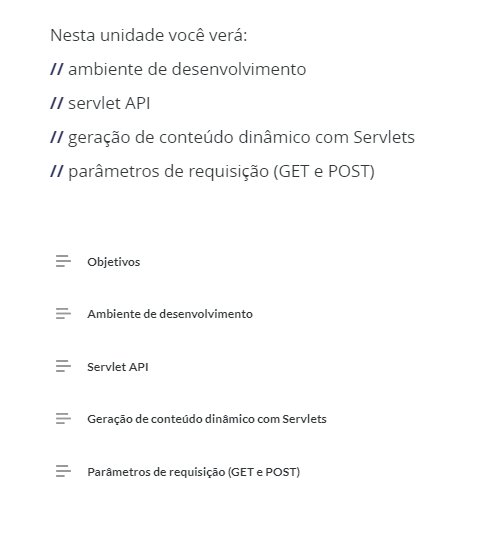 Nesta unidade você verá:
// ambiente de desenvolvimento
// servlet API
// geração de conteúdo dinâmico com Servlets
// parâmetros de requisição (GET e POST)
Objetivos
Ambiente de desenvolvimento
Servlet API
Geração de conteúdo dinâmico com Servlets
Parâmetros de requisição (GET e POST)